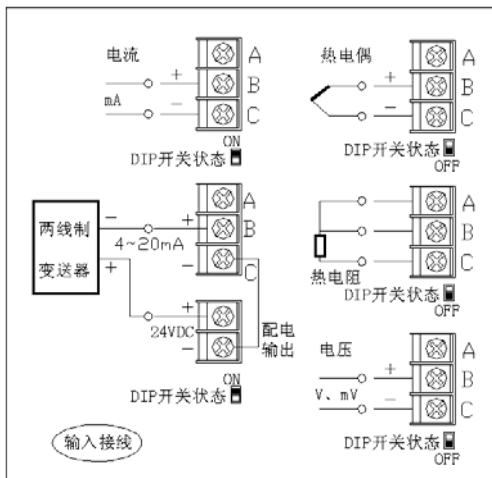 电流
mA
+
−
A
B
C
ON
DIP开关状态
两线制
变送器
−
+
4~20mA
+
−
A
B
C
24VDC
+
−
配电
输出
ON
DIP开关状态
输入接线
热电偶
+
−
A
B
C
DIP开关状态
OFF
A
B
C
热电阻
DIP开关状态
OFF
电压
V、mV
+
−
A
B
C
DIP开关状态
OFF